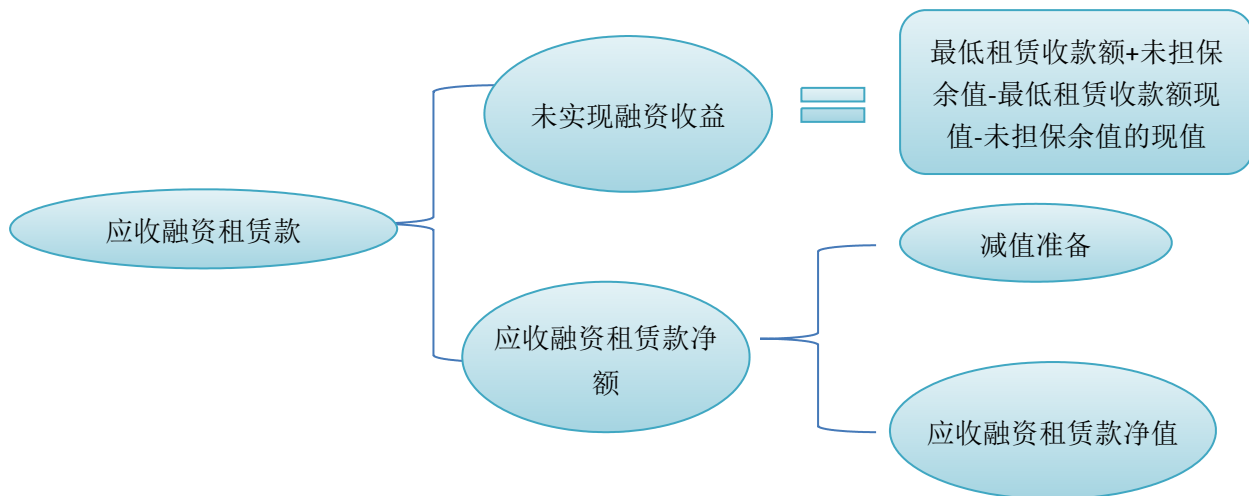 未实现融资收益
最低租赁收款额+未担保
余值-最低租赁收款额现
值-未担保余值的现值
应收融资租赁款
减值准备
应收融资租赁款净
额
应收融资租赁款净值